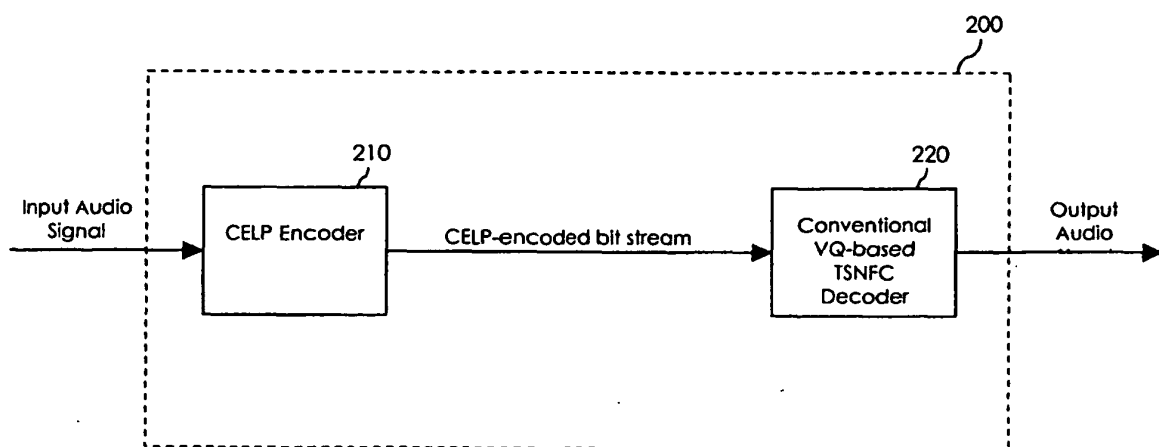 200
210
220
Input Audio
Signal
CELP Encoder
CELP-encoded bit stream
Conventional
VQ-based
TSNFC
Decoder
Output
Audio